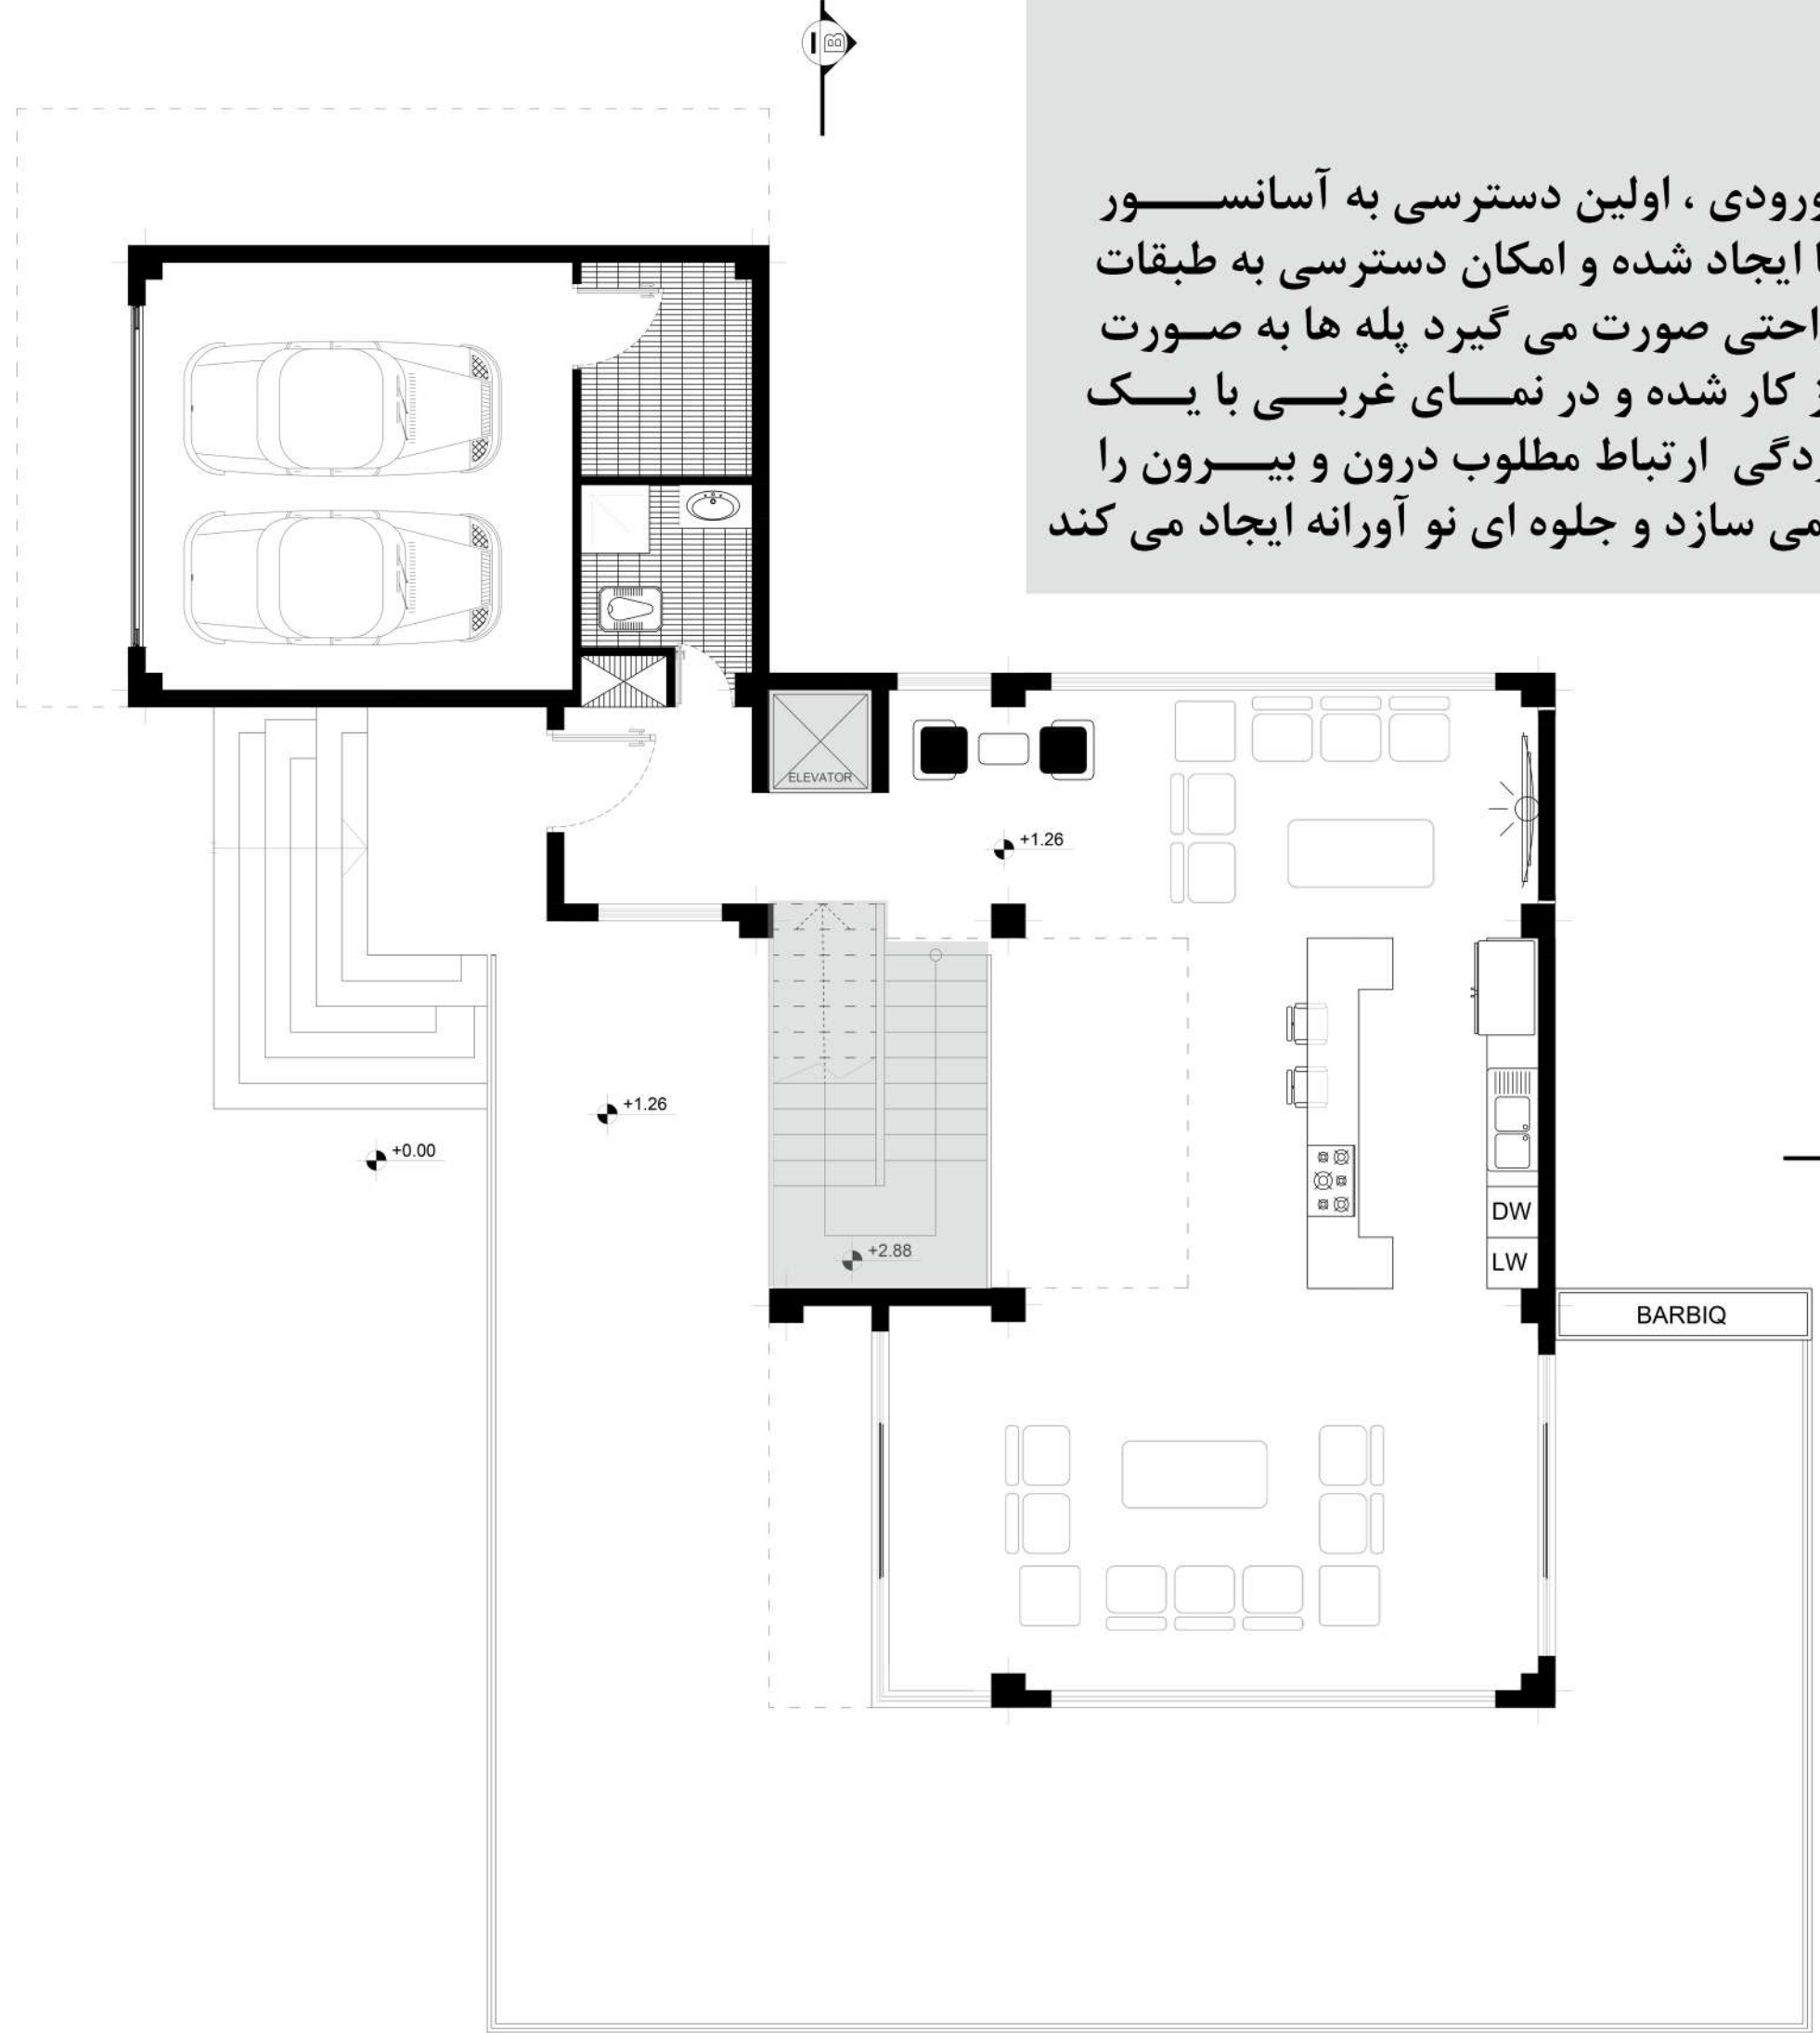 B
ورودی ، اولین دسترسی به آسانسور
ایجاد شده و امکان دسترسی به طبقات
صورت می گیرد پله ها به صورت
کار شده و در نمای غربی با یک
ارتباط مطلوب درون و بیرون را
می سازد و جلوه ای نو آورانه ایجاد می کند
ELEVATOR
+1.26
+1.26
+0.00
+2.88
DW
LW
BARBIQ